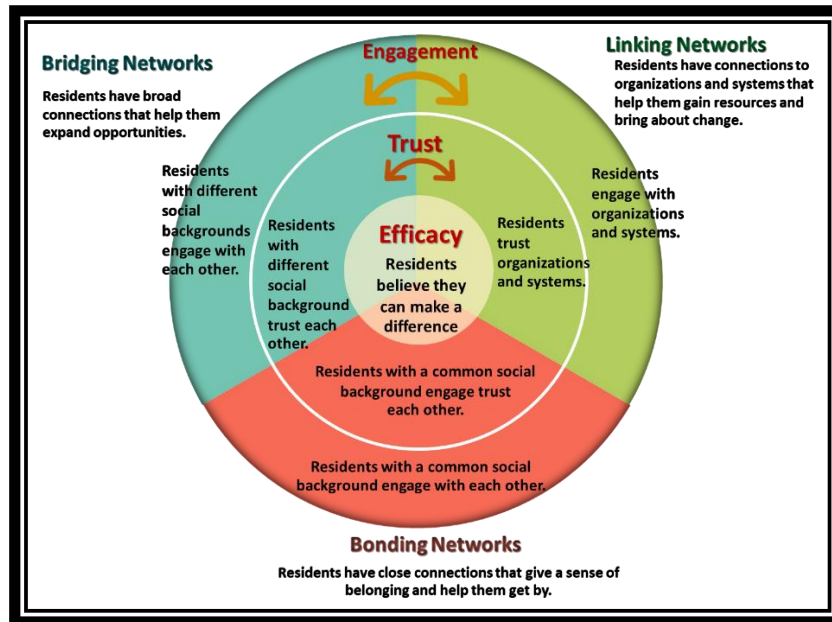 Bridging Networks
Residents have broad
connections that help them
expand opportunities.
Linking Networks
Residents have connections to
organizations and systems that
help them gain resources and
bring about change.
Engagement
Trust
Efficacy
Residents
believe they
can make a
difference
Residents
with different
social
backgrounds
engage with
each other.
Residents
with
different
social
background
trust each
other.
Residents
trust
organizations
and systems.
Residents
engage with
organizations
and systems.
Residents with a common social
background engage trust
each other.
Residents with a common social
background engage with each other.
Bonding Networks
Residents have close connections that give a sense of
belonging and help them get by.